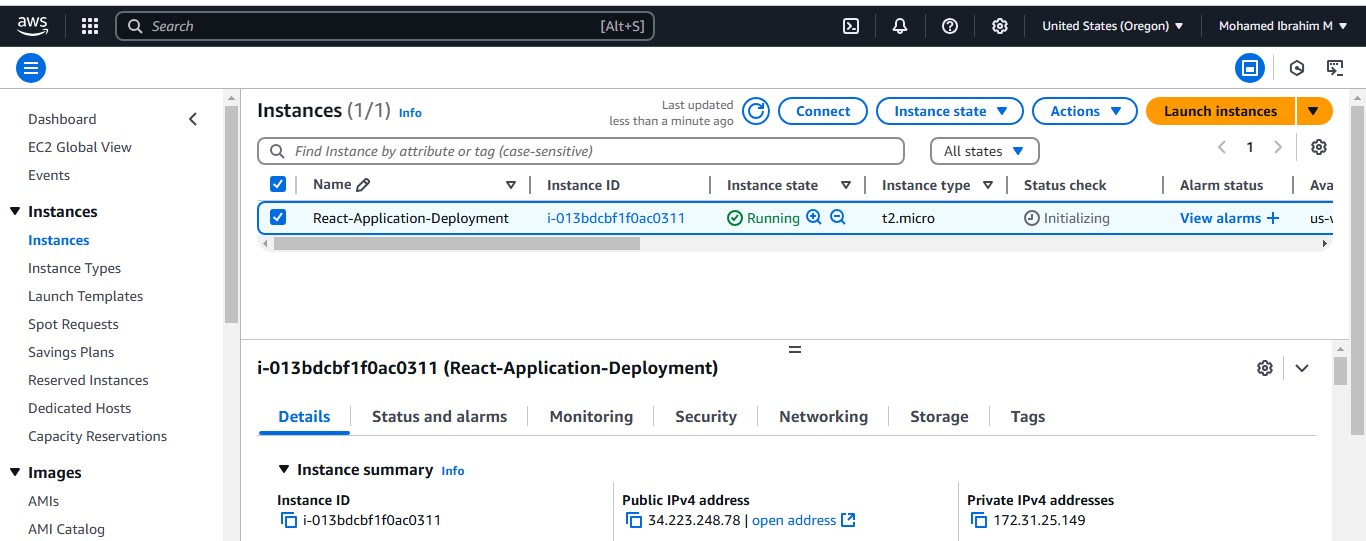 aws
Search [Alt+S] United States (Oregon) Mohamed Ibrahim M
Dashboard
EC2 Global View
Events
Instances
Instances
Instance Types
Launch Templates
Spot Requests
Savings Plans
Reserved Instances
Dedicated Hosts
Capacity Reservations
Images
AMIs
AMI Catalog
Instances (1/1) Info
Last updated
less than a minute ago
Connect Instance state Actions Launch instances
Find Instance by attribute or tag (case-sensitive) All states 1
Name Instance ID Instance state Instance type Status check Alarm status Ava
React-Application-Deployment i-013bdcbf1f0ac0311 Running t2.micro Initializing View alarms + us-v
i-013bdcbf1f0ac0311 (React-Application-Deployment)
Details Status and alarms Monitoring Security Networking Storage Tags
Instance summary Info
Instance ID Public IPv4 address Private IPv4 addresses
i-013bdcbf1f0ac0311 34.223.248.78 | open address 172.31.25.149